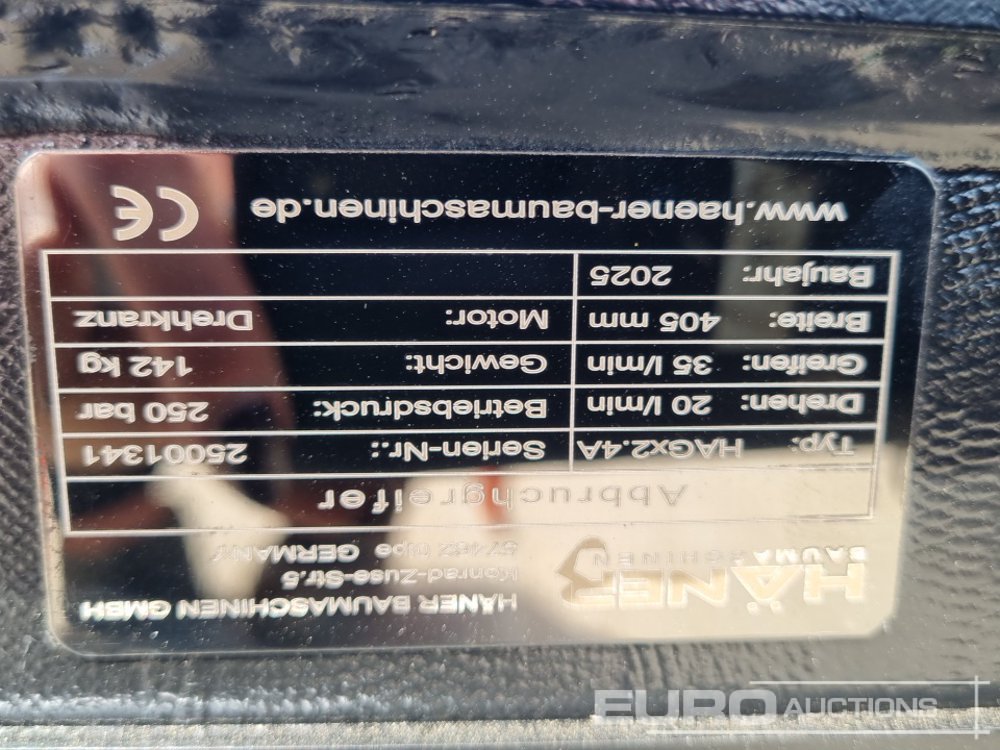 HÄNER
BAUMASCHINEN
HÄNER BAUMASCHINEN GMBH
Konrad-Zuse-Str.5
57462 Olpe GERMANY
Abbruchgreifer
Typ: HAGx2.4A Serien-Nr.: 25001341
Drehen: 20 l/min Betriebsdruck: 250 bar
Greifen: 35 l/min Gewicht: 142 kg
Breite: 405 mm Motor: Drehkranz
Baujahr: 2025
www.haener-baumaschinen.de CE
EURO AUCTIONS